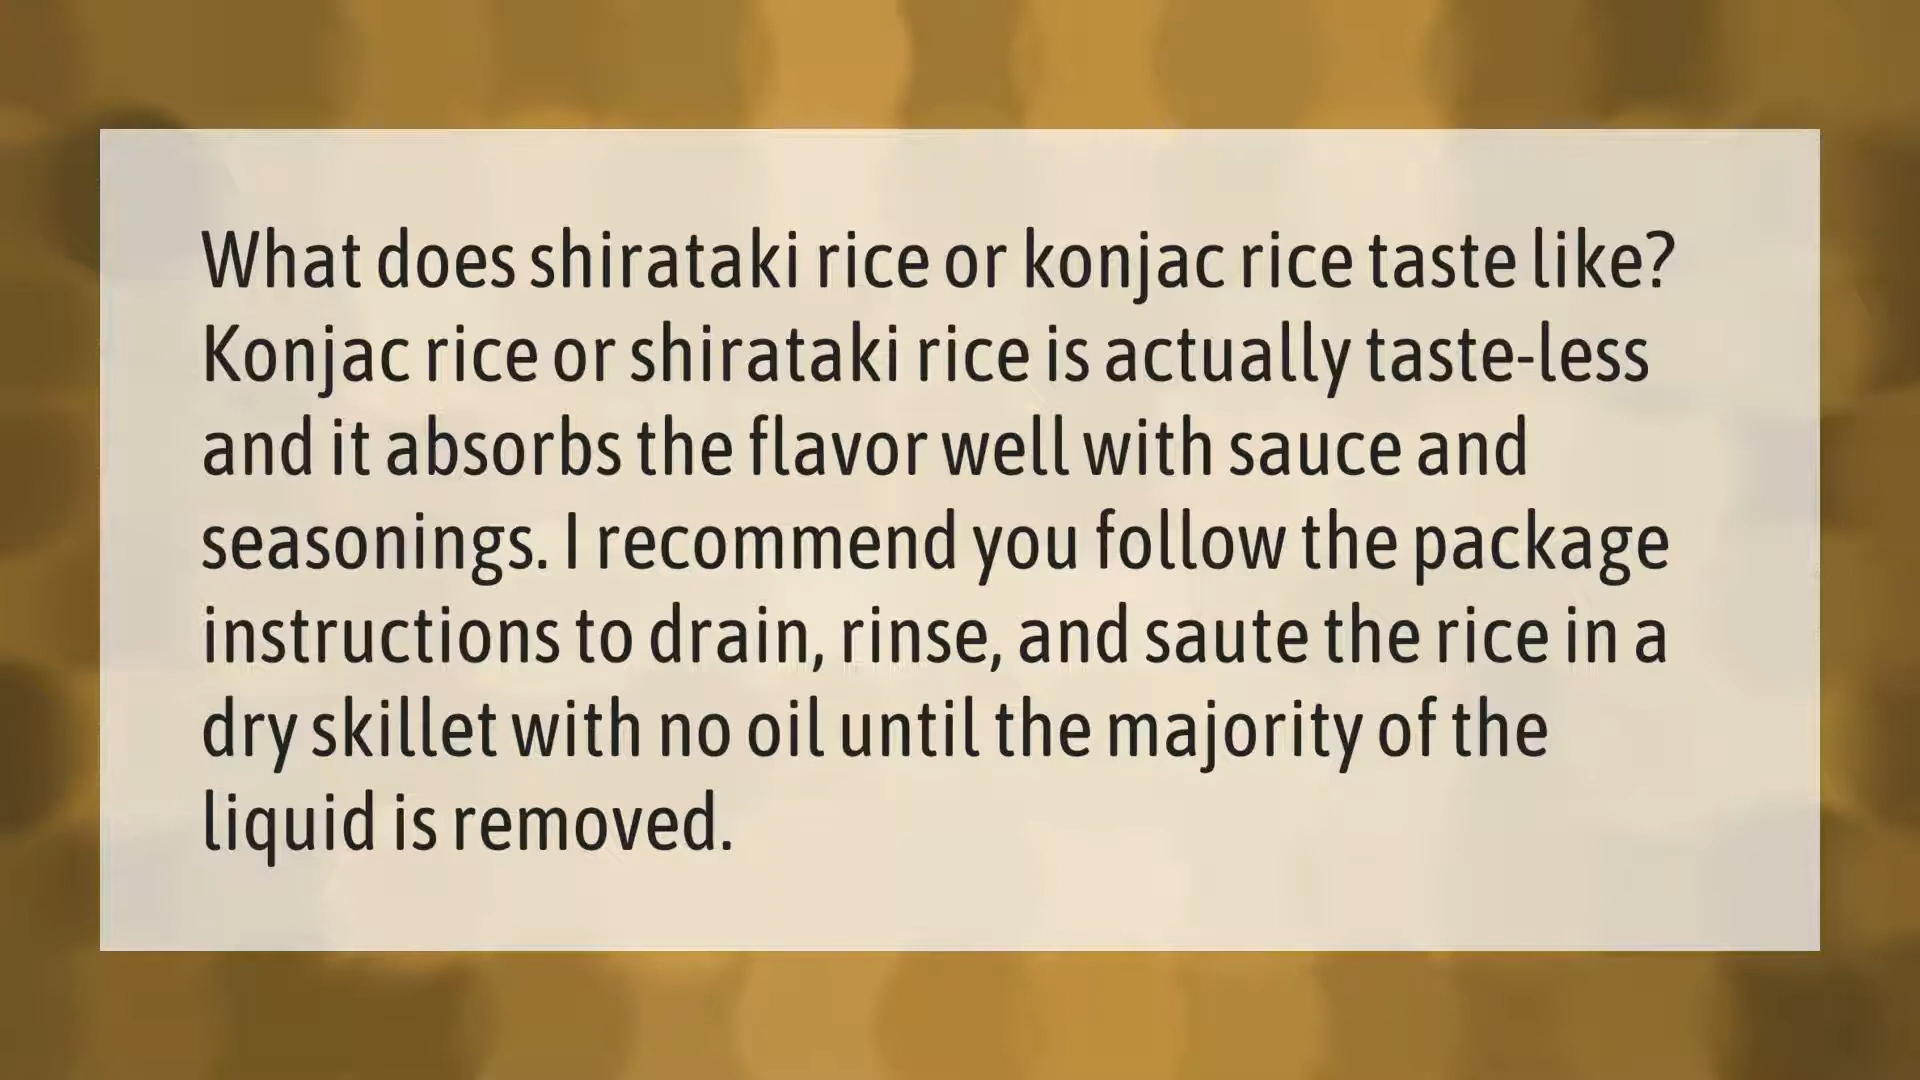 What does shirataki rice or konjac rice taste like?
Konjac rice or shirataki rice is actually taste-less
and it absorbs the flavor well with sauce and
seasonings. I recommend you follow the package
instructions to drain, rinse, and saute the rice in a
dry skillet with no oil until the majority of the
liquid is removed.